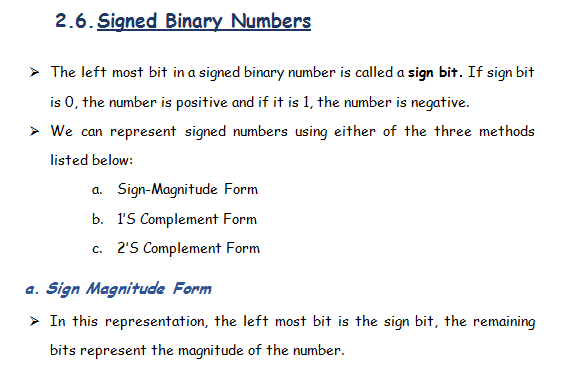 2.6. Signed Binary Numbers
➢ The left most bit in a signed binary number is called a sign bit. If sign bit
is 0, the number is positive and if it is 1, the number is negative.
➢ We can represent signed numbers using either of the three methods
listed below:
a. Sign-Magnitude Form
b. 1'S Complement Form
c. 2'S Complement Form
a. Sign Magnitude Form
➢ In this representation, the left most bit is the sign bit, the remaining
bits represent the magnitude of the number.